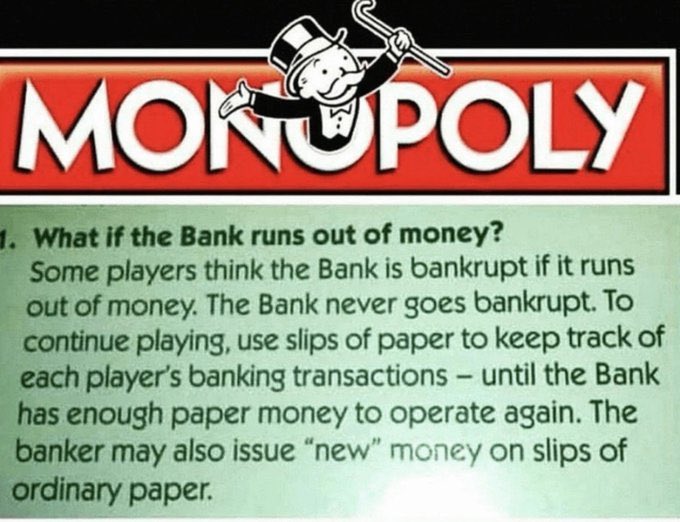 MONOPOLY
1. What if the Bank runs out of money?
Some players think the Bank is bankrupt if it runs
out of money. The Bank never goes bankrupt. To
continue playing, use slips of paper to keep track of
each player's banking transactions – until the Bank
has enough paper money to operate again. The
banker may also issue “new” money on slips of
ordinary paper.